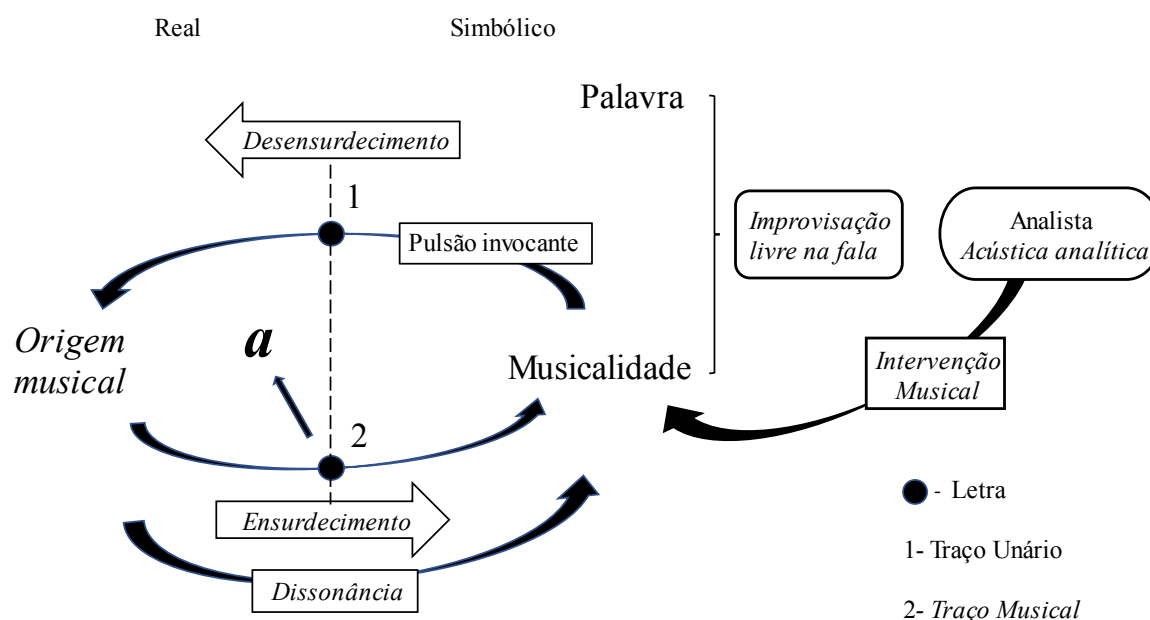 Real
Simbólico
Palavra
Desensurdecimento
1
Pulsão invocante
Improvisação
livre na fala
Analista
Acústica analítica
Origem
musical
a
Musicalidade
Intervenção
Musical
2
Ensurdecimento
Dissonância
- Letra
1- Traço Unário
2- Traço Musical